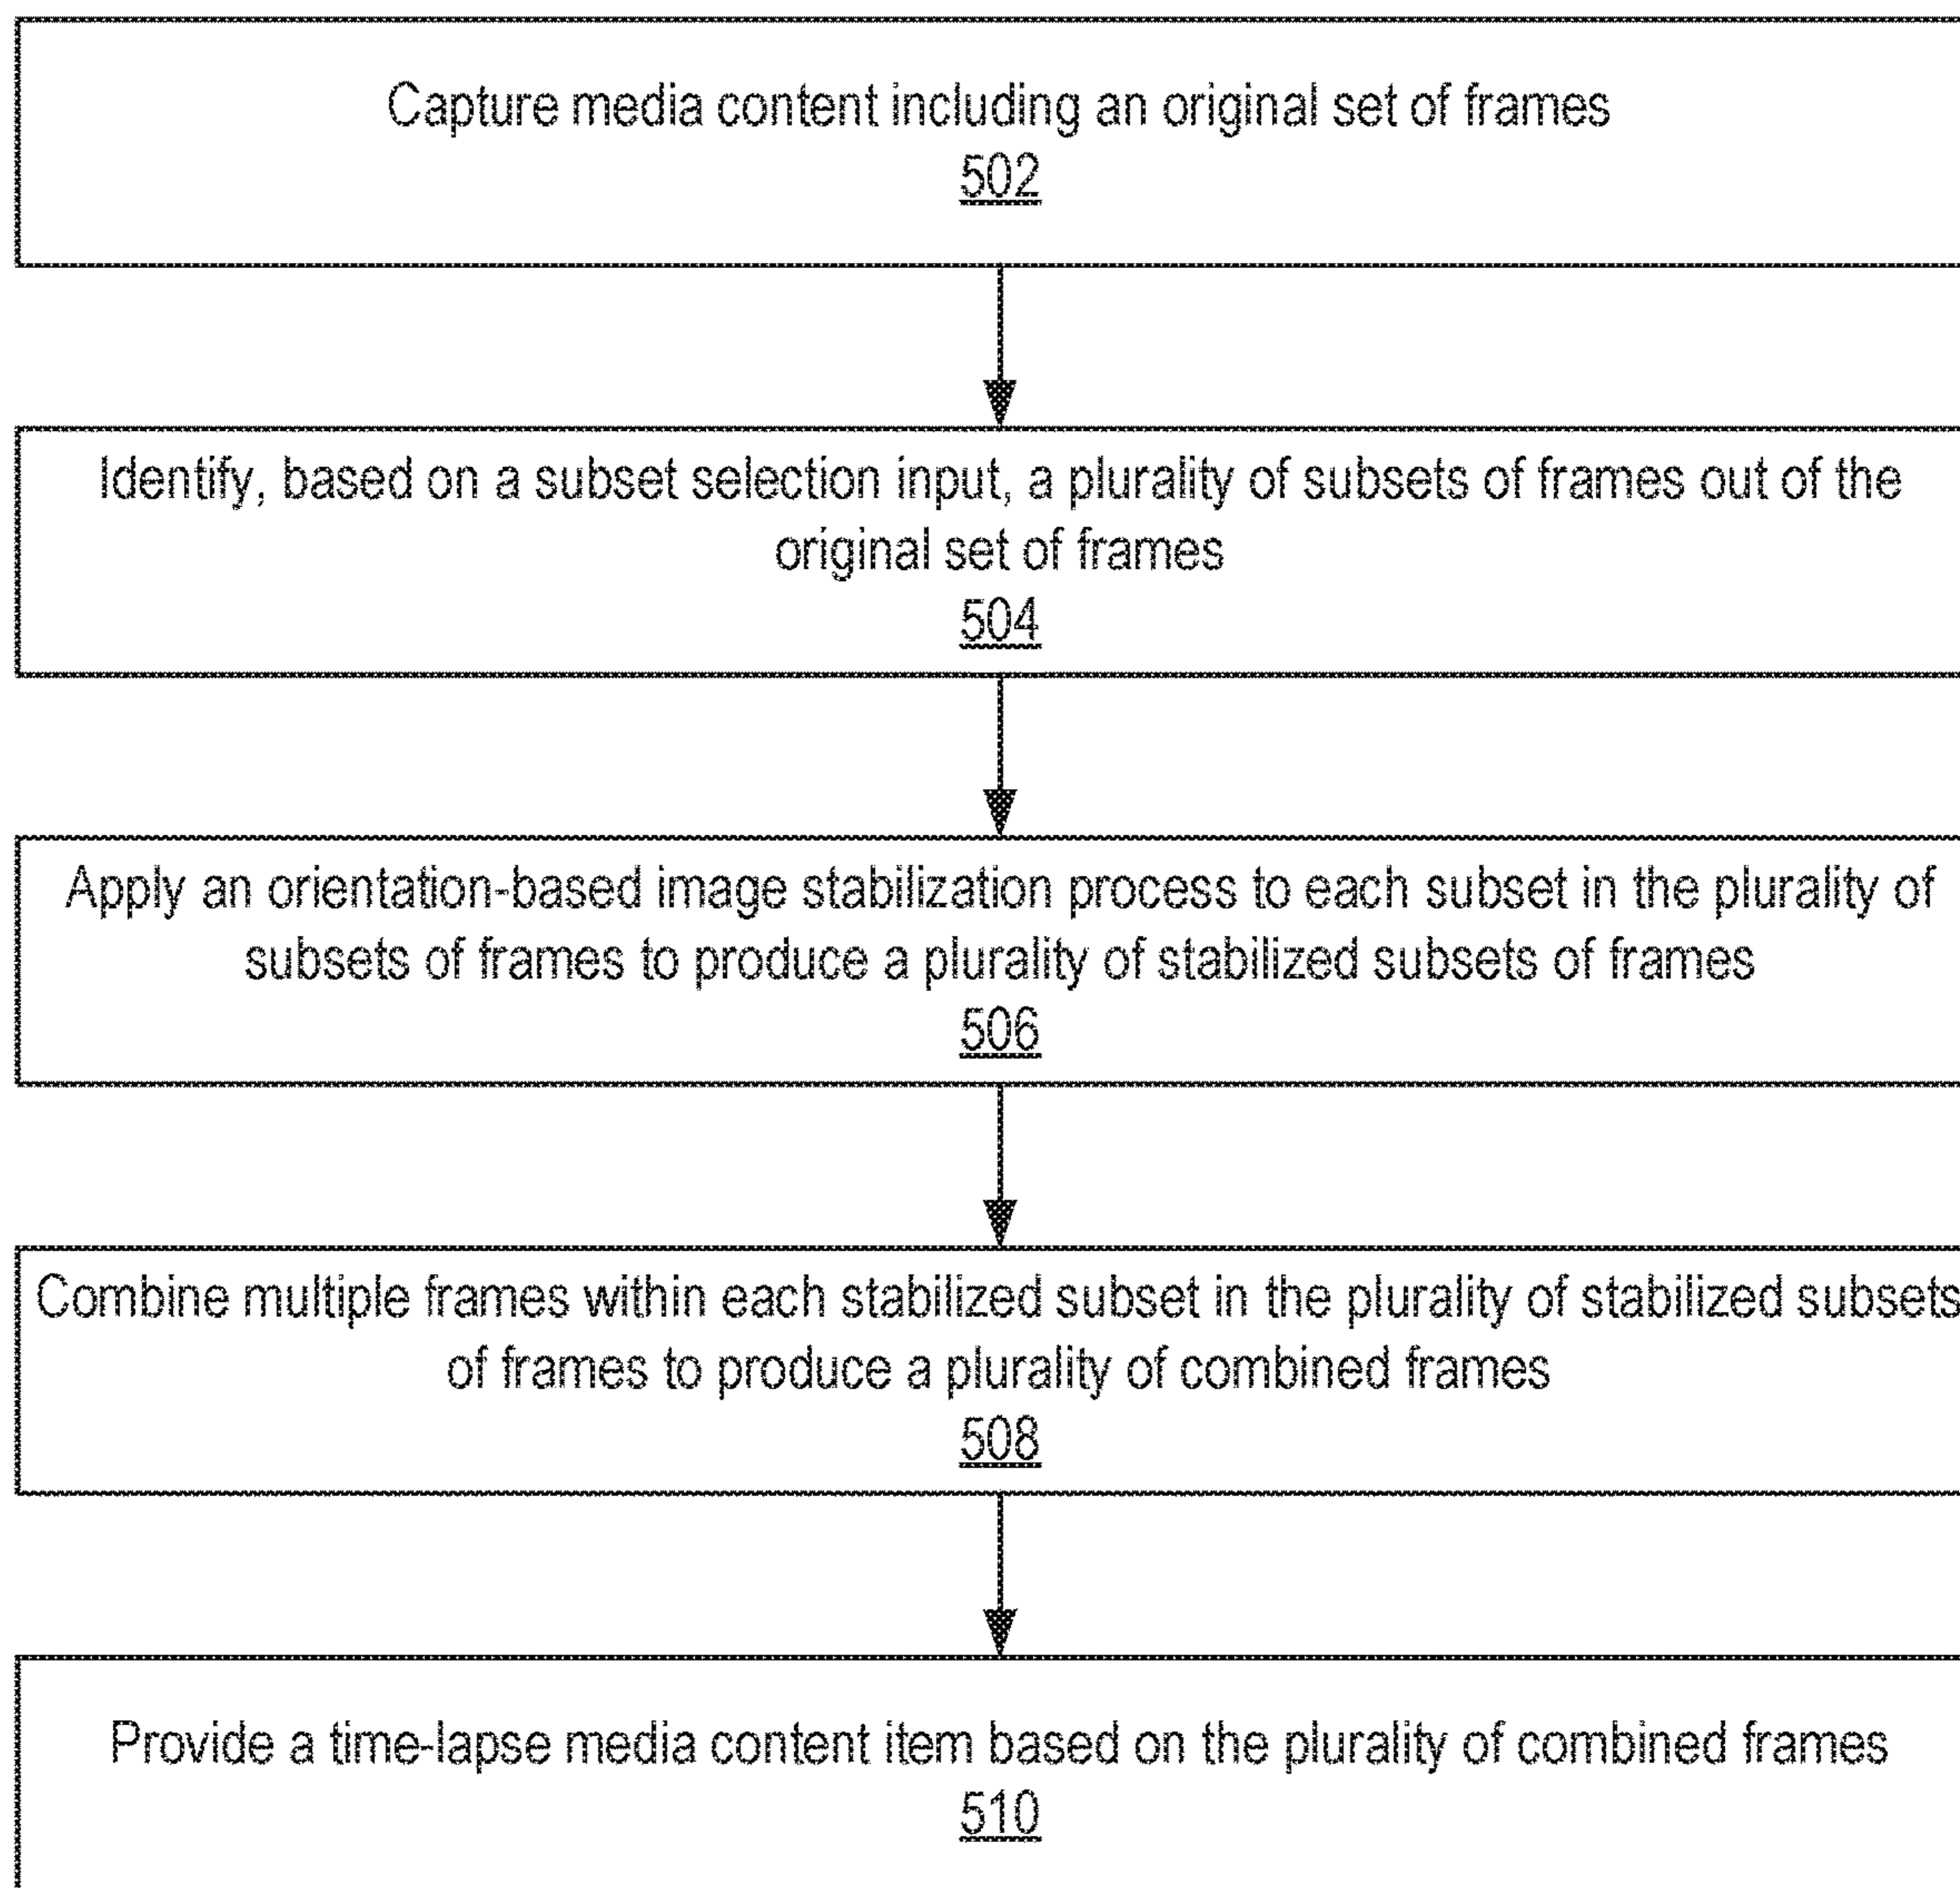 Capture media content including an original set of frames
502
Identify, based on a subset selection input, a plurality of subsets of frames out of the
original set of frames
504
Apply an orientation-based image stabilization process to each subset in the plurality of
subsets of frames to produce a plurality of stabilized subsets of frames
506
Combine multiple frames within each stabilized subset in the plurality of stabilized subsets
of frames to produce a plurality of combined frames
508
Provide a time-lapse media content item based on the plurality of combined frames
510